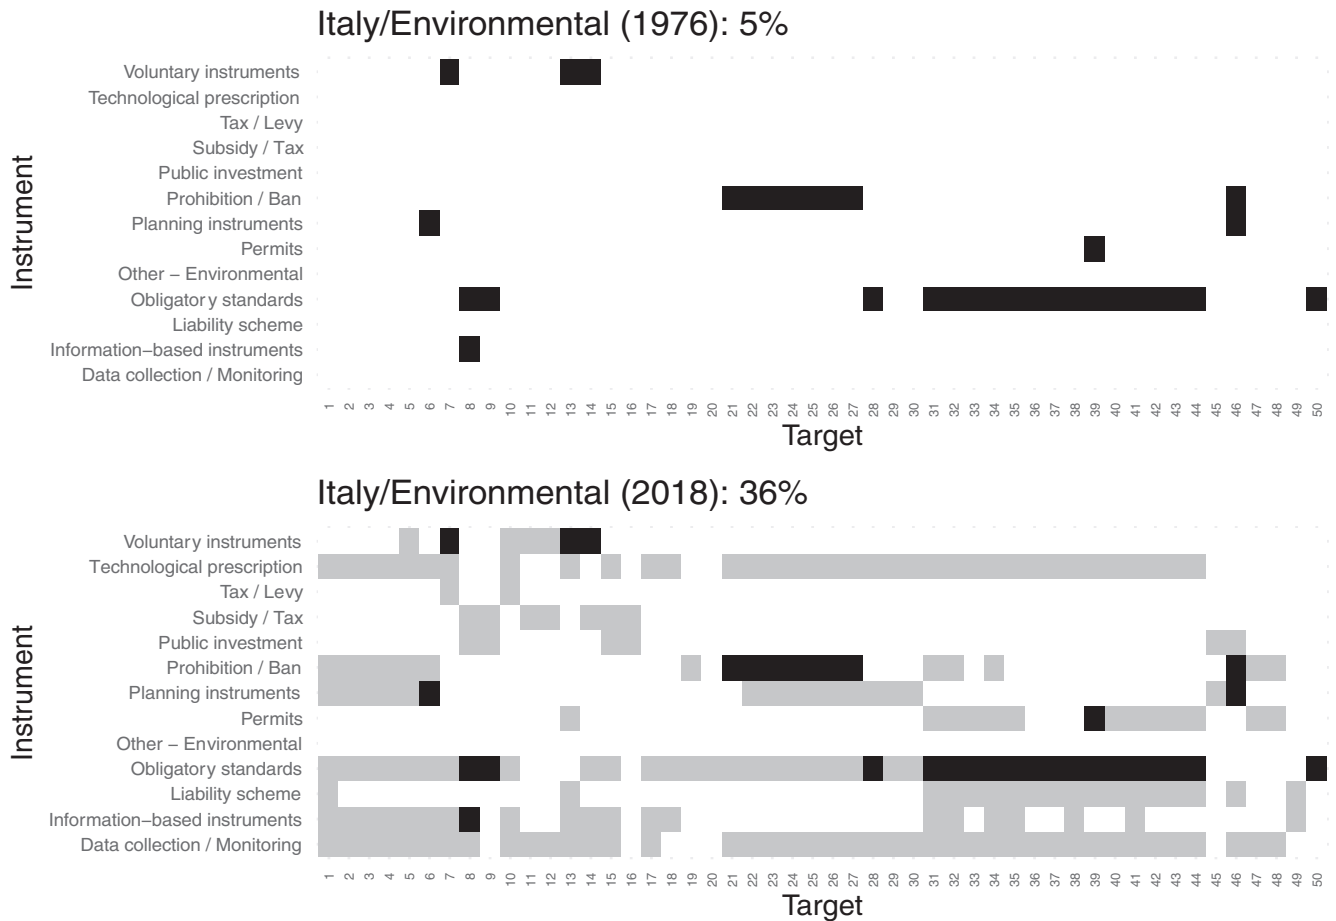 Italy/Environmental (1976): 5%
Instrument
Voluntary instruments
Technological prescription
Tax / Levy
Subsidy / Tax
Public investment
Prohibition / Ban
Planning instruments
Permits
Other – Environmental
Obligatory standards
Liability scheme
Information–based instruments
Data collection / Monitoring
1 2 3 4 5 6 7 8 9 10 11 12 13 14 15 16 17 18 19 20 21 22 23 24 25 26 27 28 29 30 31 32 33 34 35 36 37 38 39 40 41 42 43 44 45 46 47 48 49 50
Target
Italy/Environmental (2018): 36%
Instrument
Voluntary instruments
Technological prescription
Tax / Levy
Subsidy / Tax
Public investment
Prohibition / Ban
Planning instruments
Permits
Other – Environmental
Obligatory standards
Liability scheme
Information–based instruments
Data collection / Monitoring
1 2 3 4 5 6 7 8 9 10 11 12 13 14 15 16 17 18 19 20 21 22 23 24 25 26 27 28 29 30 31 32 33 34 35 36 37 38 39 40 41 42 43 44 45 46 47 48 49 50
Target